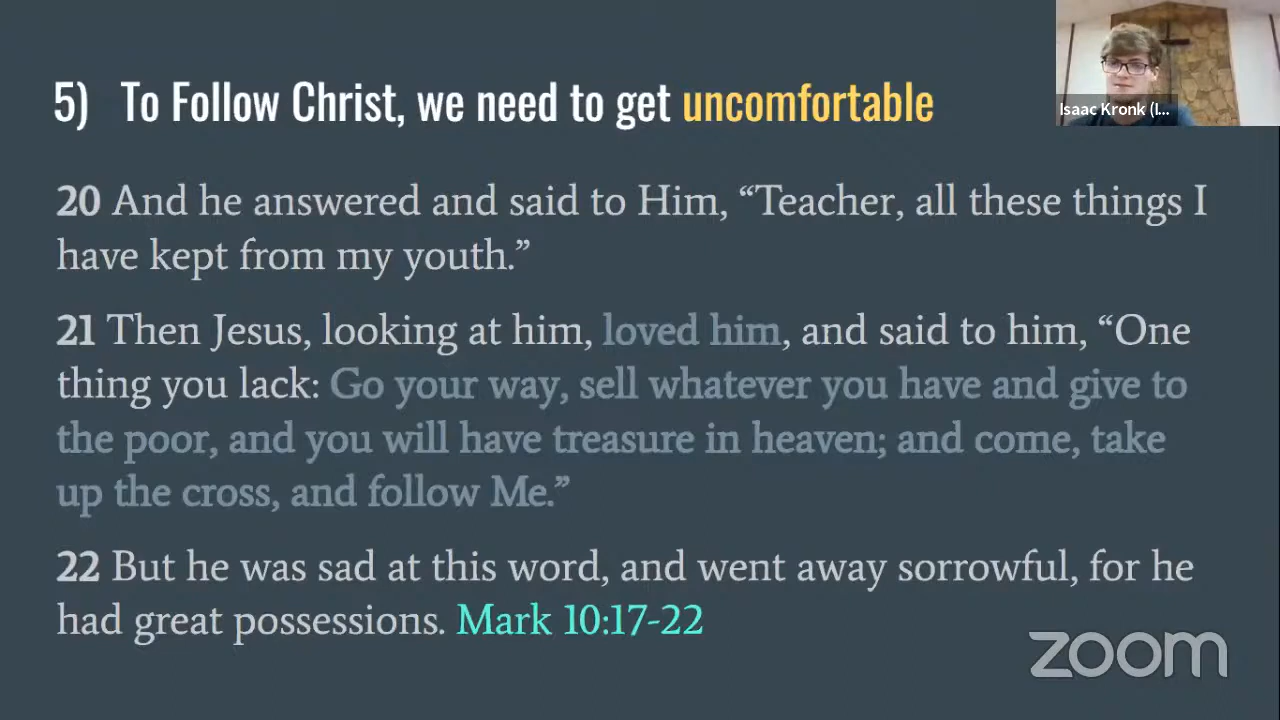 5) To Follow Christ, we need to get uncomfortable
Isaac Kronk (I...
20 And he answered and said to Him, “Teacher, all these things I
have kept from my youth.”
21 Then Jesus, looking at him, loved him, and said to him, “One
thing you lack: Go your way, sell whatever you have and give to
the poor, and you will have treasure in heaven; and come, take
up the cross, and follow Me.”
22 But he was sad at this word, and went away sorrowful, for he
had great possessions. Mark 10:17-22
zoom